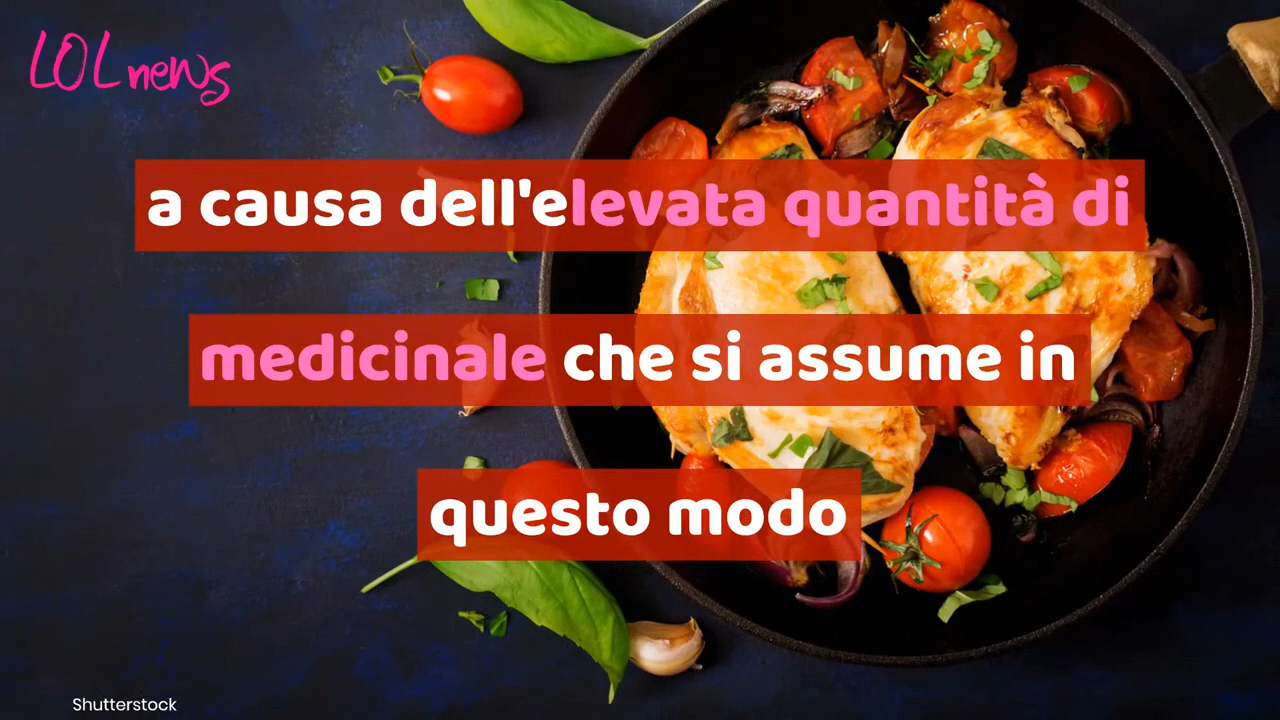 LOL news
a causa dell'elevata quantità di
medicinale che si assume in
questo modo
Shutterstock